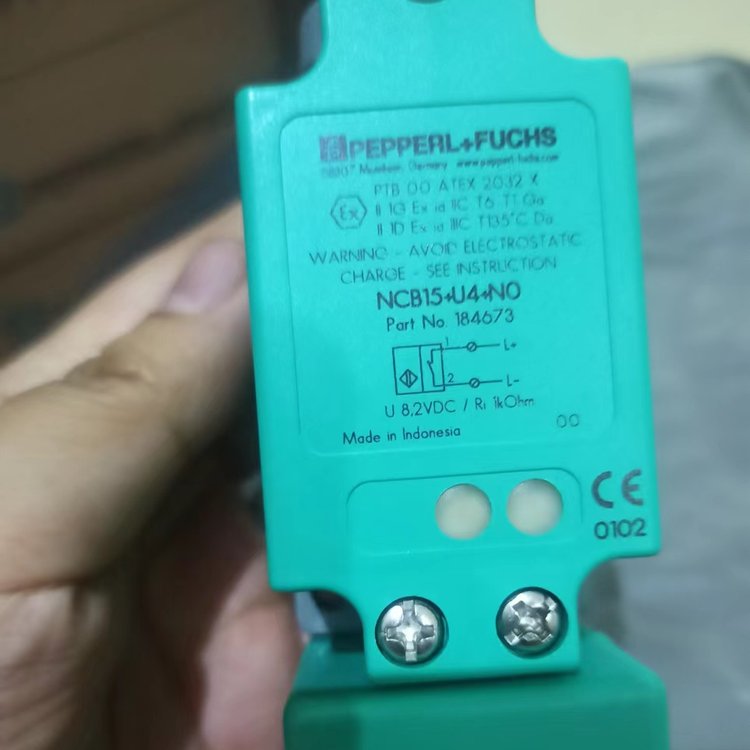 PEPPERL+FUCHS
Germany www.pepperl-fuchs.com
PTB 00 ATEX 2032 X
Ex II 1G Ex ia IIC T6...T1 Ga
II 1D Ex ia IIIC T135°C Da
WARNING - AVOID ELECTROSTATIC
CHARGE - SEE INSTRUCTION
NCB15+U4+N0
Part No. 184673
1 L+
2 L-
U 8,2VDC / Ri 1kOhm
Made in Indonesia 00
CE
0102